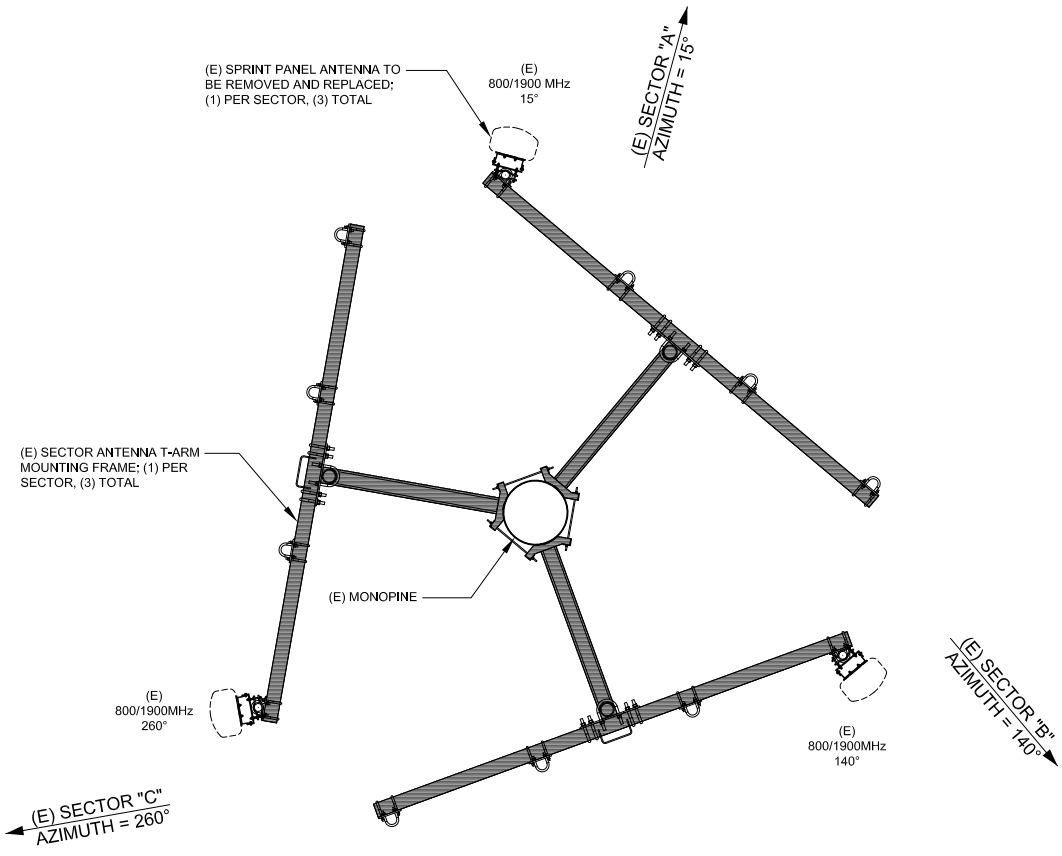 (E) SPRINT PANEL ANTENNA TO
BE REMOVED AND REPLACED;
(1) PER SECTOR, (3) TOTAL
(E)
800/1900 MHz
15°
(E) SECTOR "A"
AZIMUTH = 15°
(E) SECTOR ANTENNA T-ARM
MOUNTING FRAME; (1) PER
SECTOR, (3) TOTAL
(E) MONOPINE
(E)
800/1900MHz
260°
(E)
800/1900MHz
140°
(E) SECTOR "B"
AZIMUTH = 140°
(E) SECTOR "C"
AZIMUTH = 260°